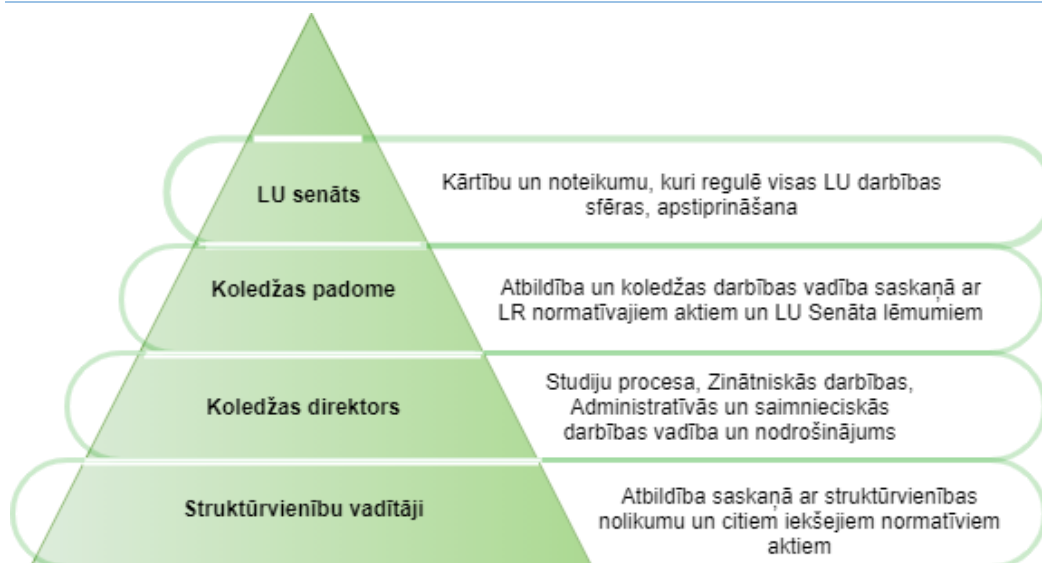 LU senāts
Kārtību un noteikumu, kuri regulē visas LU darbības
sfēras, apstiprināšana
Koledžas padome
Atbildība un koledžas darbības vadība saskaņā ar
LR normatīvajiem aktiem un LU Senāta lēmumiem
Koledžas direktors
Studiju procesa, Zinātniskās darbības,
Administratīvās un saimnieciskās
darbības vadība un nodrošinājums
Struktūrvienību vadītāji
Atbildība saskaņā ar struktūrvienības
nolikumu un citiem iekšejiem normatīviem
aktiem